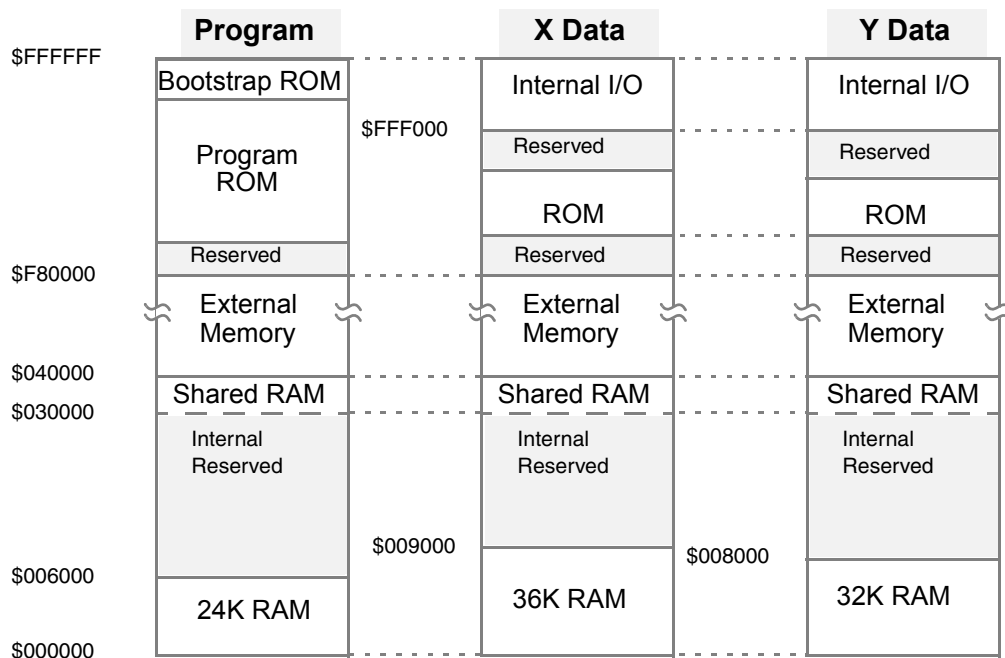 Program X Data Y Data
$FFFFFF
Bootstrap ROM Internal I/O Internal I/O
$FFF000
Program
ROM
Reserved Reserved
ROM ROM
Reserved Reserved Reserved
$F80000
External
Memory
External
Memory
External
Memory
$040000
Shared RAM Shared RAM Shared RAM
$030000
Internal
Reserved
Internal
Reserved
Internal
Reserved
$009000 $008000
$006000
24K RAM 36K RAM 32K RAM
$000000